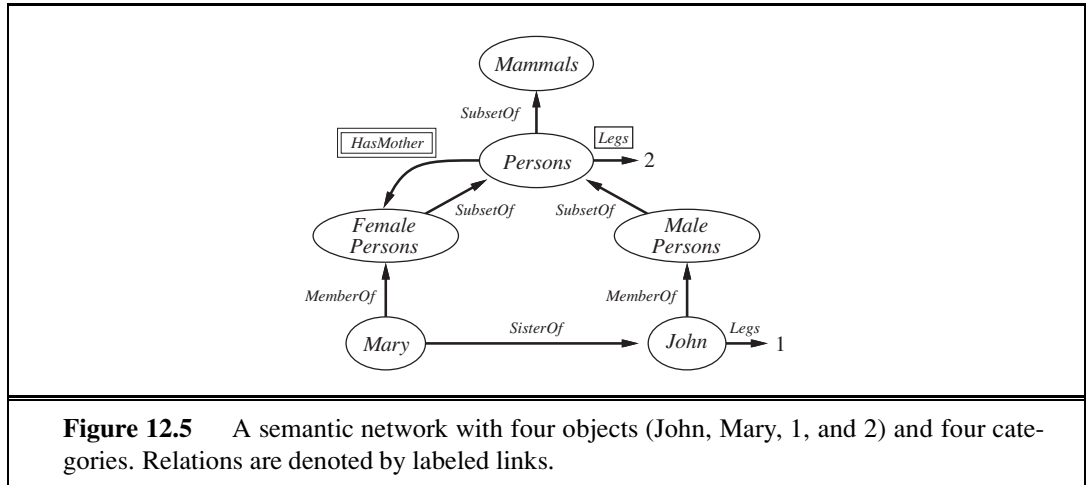 Mammals
SubsetOf
HasMother
Legs
Persons
2
SubsetOf
SubsetOf
Female
Persons
Male
Persons
MemberOf
MemberOf
Mary
SisterOf
John
Legs
1
Figure 12.5 A semantic network with four objects (John, Mary, 1, and 2) and four cate-
gories. Relations are denoted by labeled links.